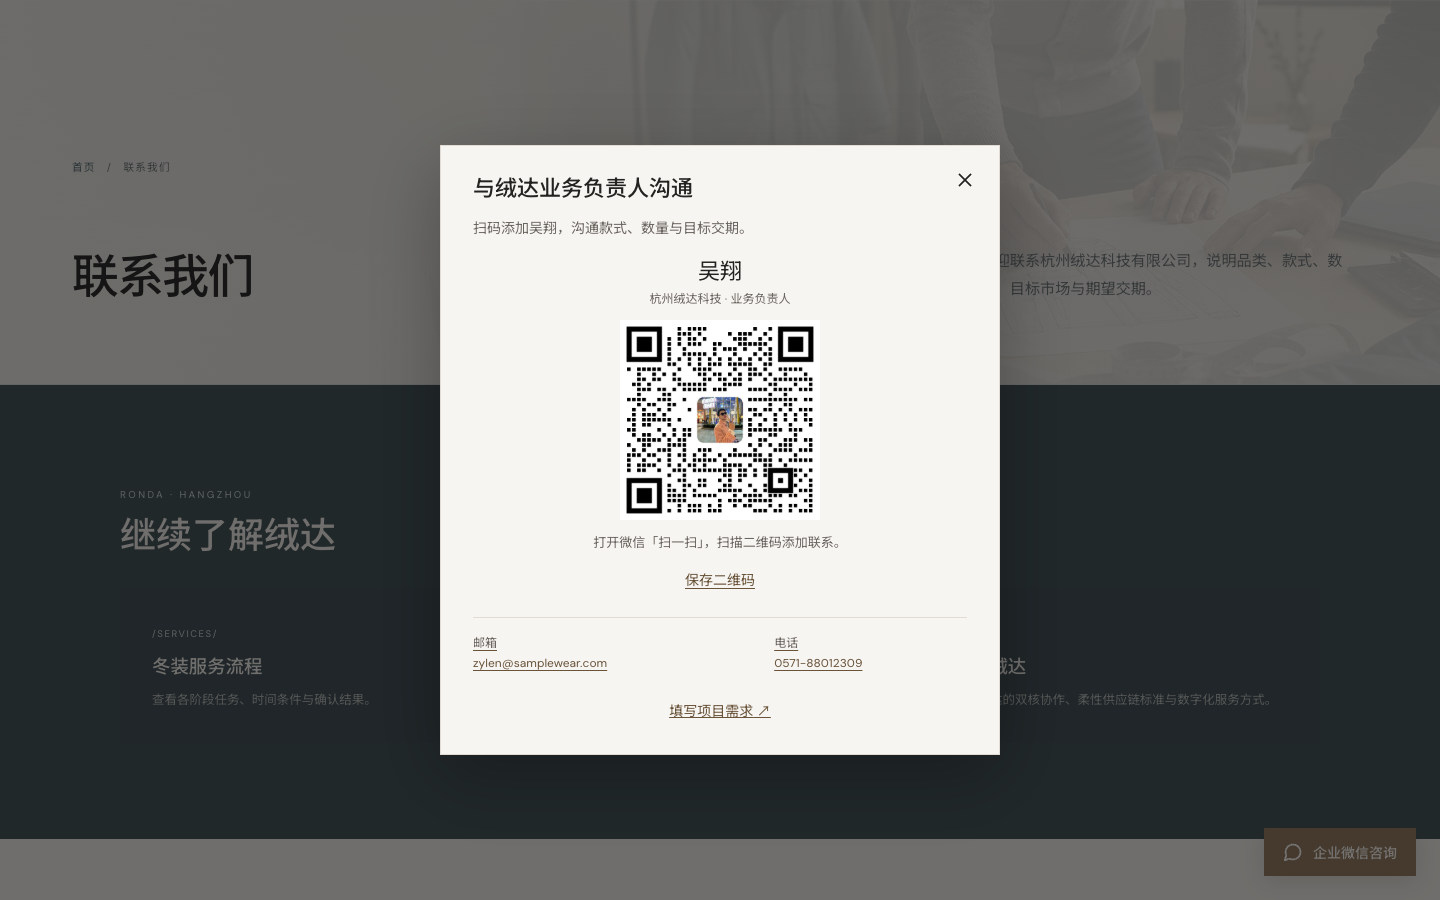 首页 / 联系我们
联系我们
迎联系杭州绒达科技有限公司，说明品类、款式、数
目标市场与期望交期。
与绒达业务负责人沟通
扫码添加吴翔，沟通款式、数量与目标交期。
吴翔
杭州绒达科技 · 业务负责人
打开微信「扫一扫」，扫描二维码添加联系。
保存二维码
邮箱
zylen@samplewear.com
电话
0571-88012309
填写项目需求 ↗
RONDA · HANGZHOU
继续了解绒达
/SERVICES/
冬装服务流程
查看各阶段任务、时间条件与确认结果。
绒达
的双核协作、柔性供应链标准与数字化服务方式。
企业微信咨询